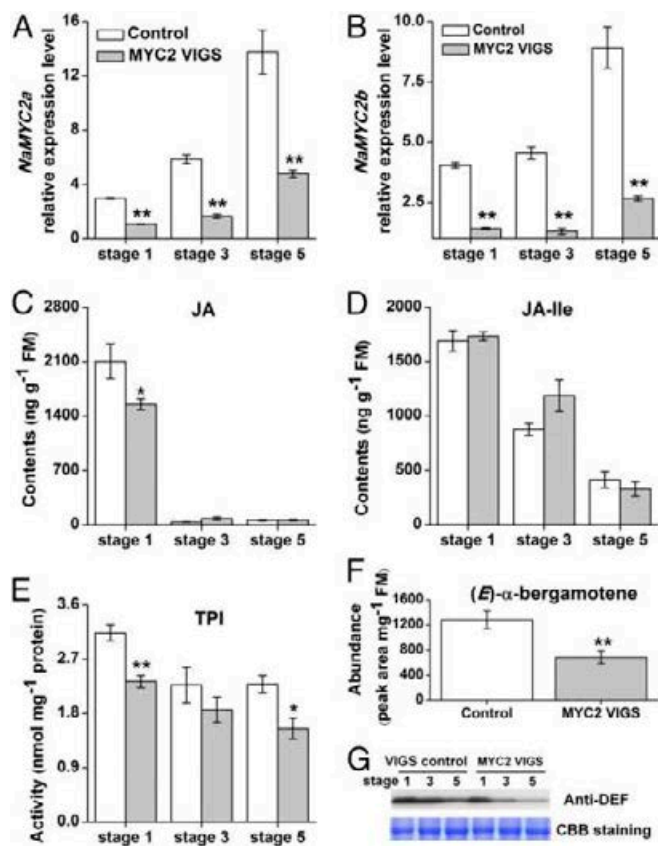 A
Control
MYC2 VIGS
NaMYC2a
relative expression level
16
12
8
4
0
stage 1 stage 3 stage 5
**
**
**
B
Control
MYC2 VIGS
NaMYC2b
relative expression level
10.0
7.5
5.0
2.5
stage 1 stage 3 stage 5
**
**
**
C
JA
Contents (ng g-1 FM)
2800
2100
1400
700
0
*
stage 1 stage 3 stage 5
D
JA-Ile
Contents (ng g-1 FM)
2000
1500
1000
500
0
stage 1 stage 3 stage 5
E
TPI
Activity (nmol mg-1 protein)
3.6
2.7
1.8
0.9
0.0
**
*
stage 1 stage 3 stage 5
F
(E)-α-bergamotene
Abundance
(peak area mg-1 FM)
1800
1200
600
0
**
Control MYC2 VIGS
G
VIGS control MYC2 VIGS
stage 1 3 5 1 3 5
Anti-DEF
CBB staining